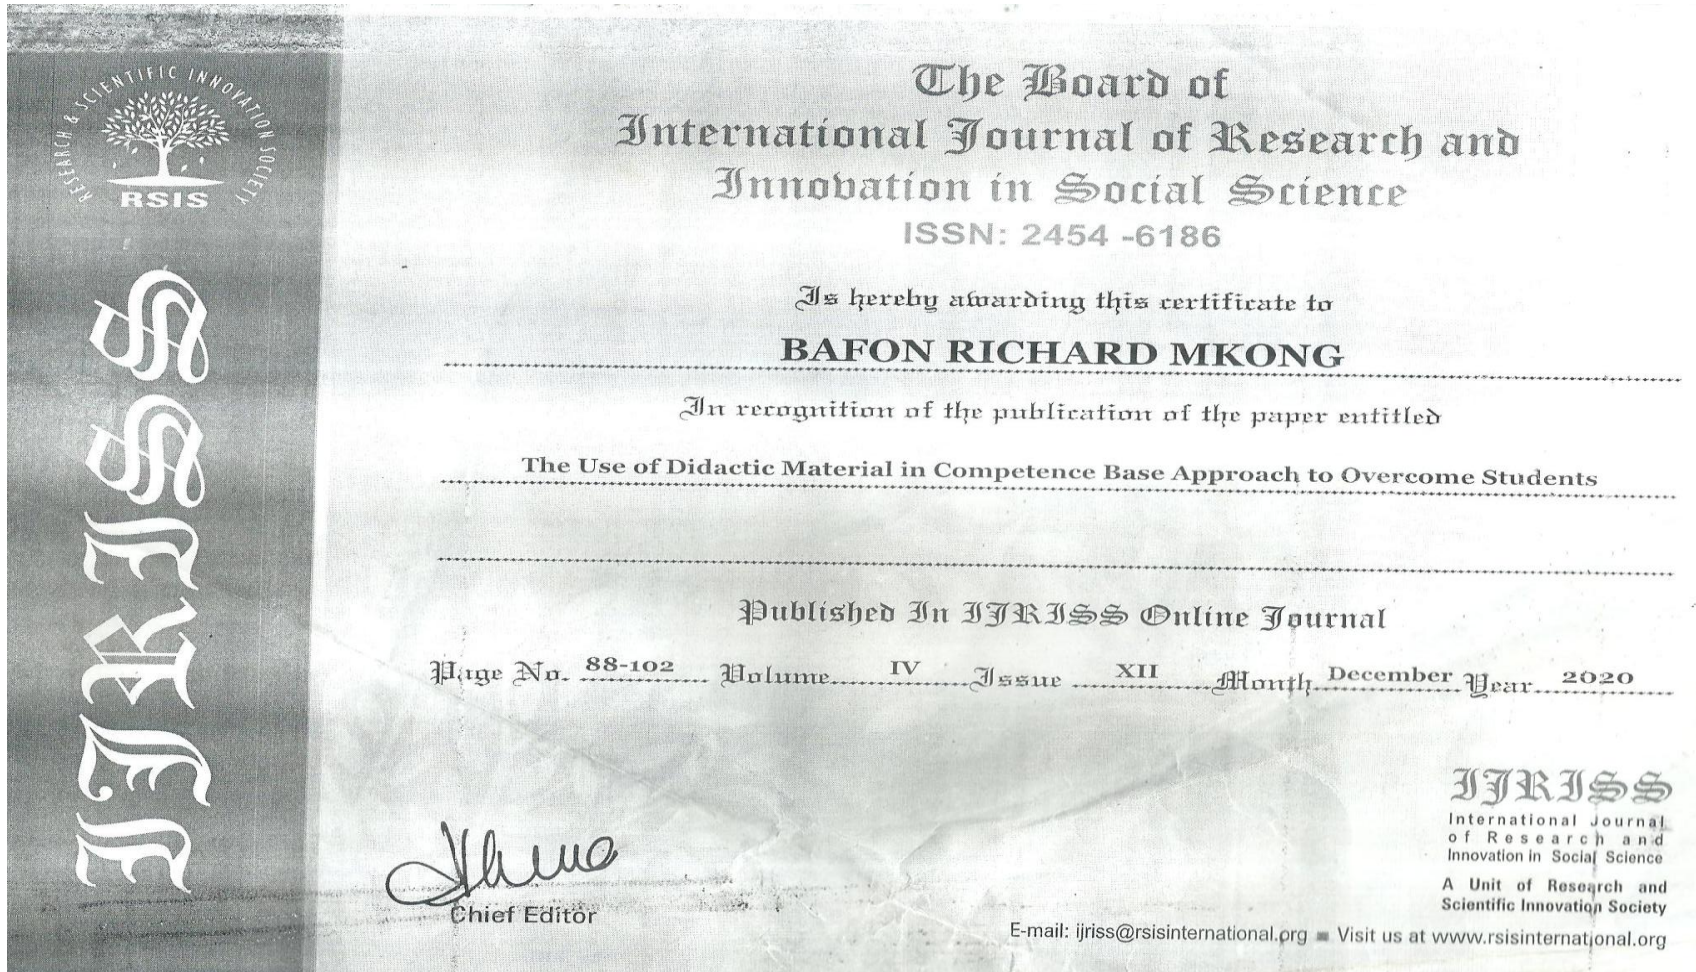 RESEARCH & SCIENTIFIC INNOVATION SOCIETY
RSIS
IJRISS
The Board of
International Journal of Research and
Innovation in Social Science
ISSN: 2454 -6186
Is hereby awarding this certificate to
BAFON RICHARD MKONG
In recognition of the publication of the paper entitled
The Use of Didactic Material in Competence Base Approach to Overcome Students
Published In IJRISS Online Journal
Page No. 88-102 Volume IV Issue XII Month December Year 2020
IJRISS
International Journal
of Research and
Innovation in Social Science
A Unit of Research and
Scientific Innovation Society
Chief Editor
E-mail: ijriss@rsisinternational.org Visit us at www.rsisinternational.org